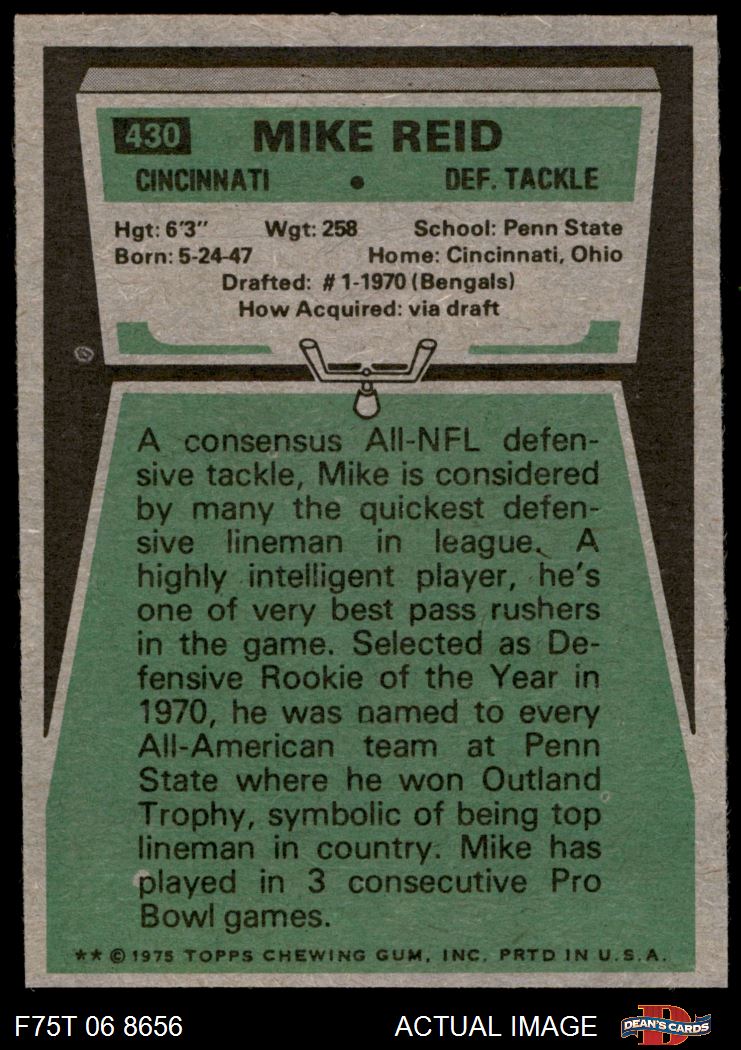 430 MIKE REID
CINCINNATI • DEF. TACKLE
Hgt: 6'3" Wgt: 258 School: Penn State
Born: 5-24-47 Home: Cincinnati, Ohio
Drafted: #1-1970 (Bengals)
How Acquired: via draft
A consensus All-NFL defen-
sive tackle, Mike is considered
by many the quickest defen-
sive lineman in league. A
highly intelligent player, he's
one of very best pass rushers
in the game. Selected as De-
fensive Rookie of the Year in
1970, he was named to every
All-American team at Penn
State where he won Outland
Trophy, symbolic of being top
lineman in country. Mike has
played in 3 consecutive Pro
Bowl games.
** © 1975 TOPPS CHEWING GUM, INC. PRTD IN U.S.A.
F75T 06 8656 ACTUAL IMAGE D DEAN'S CARDS